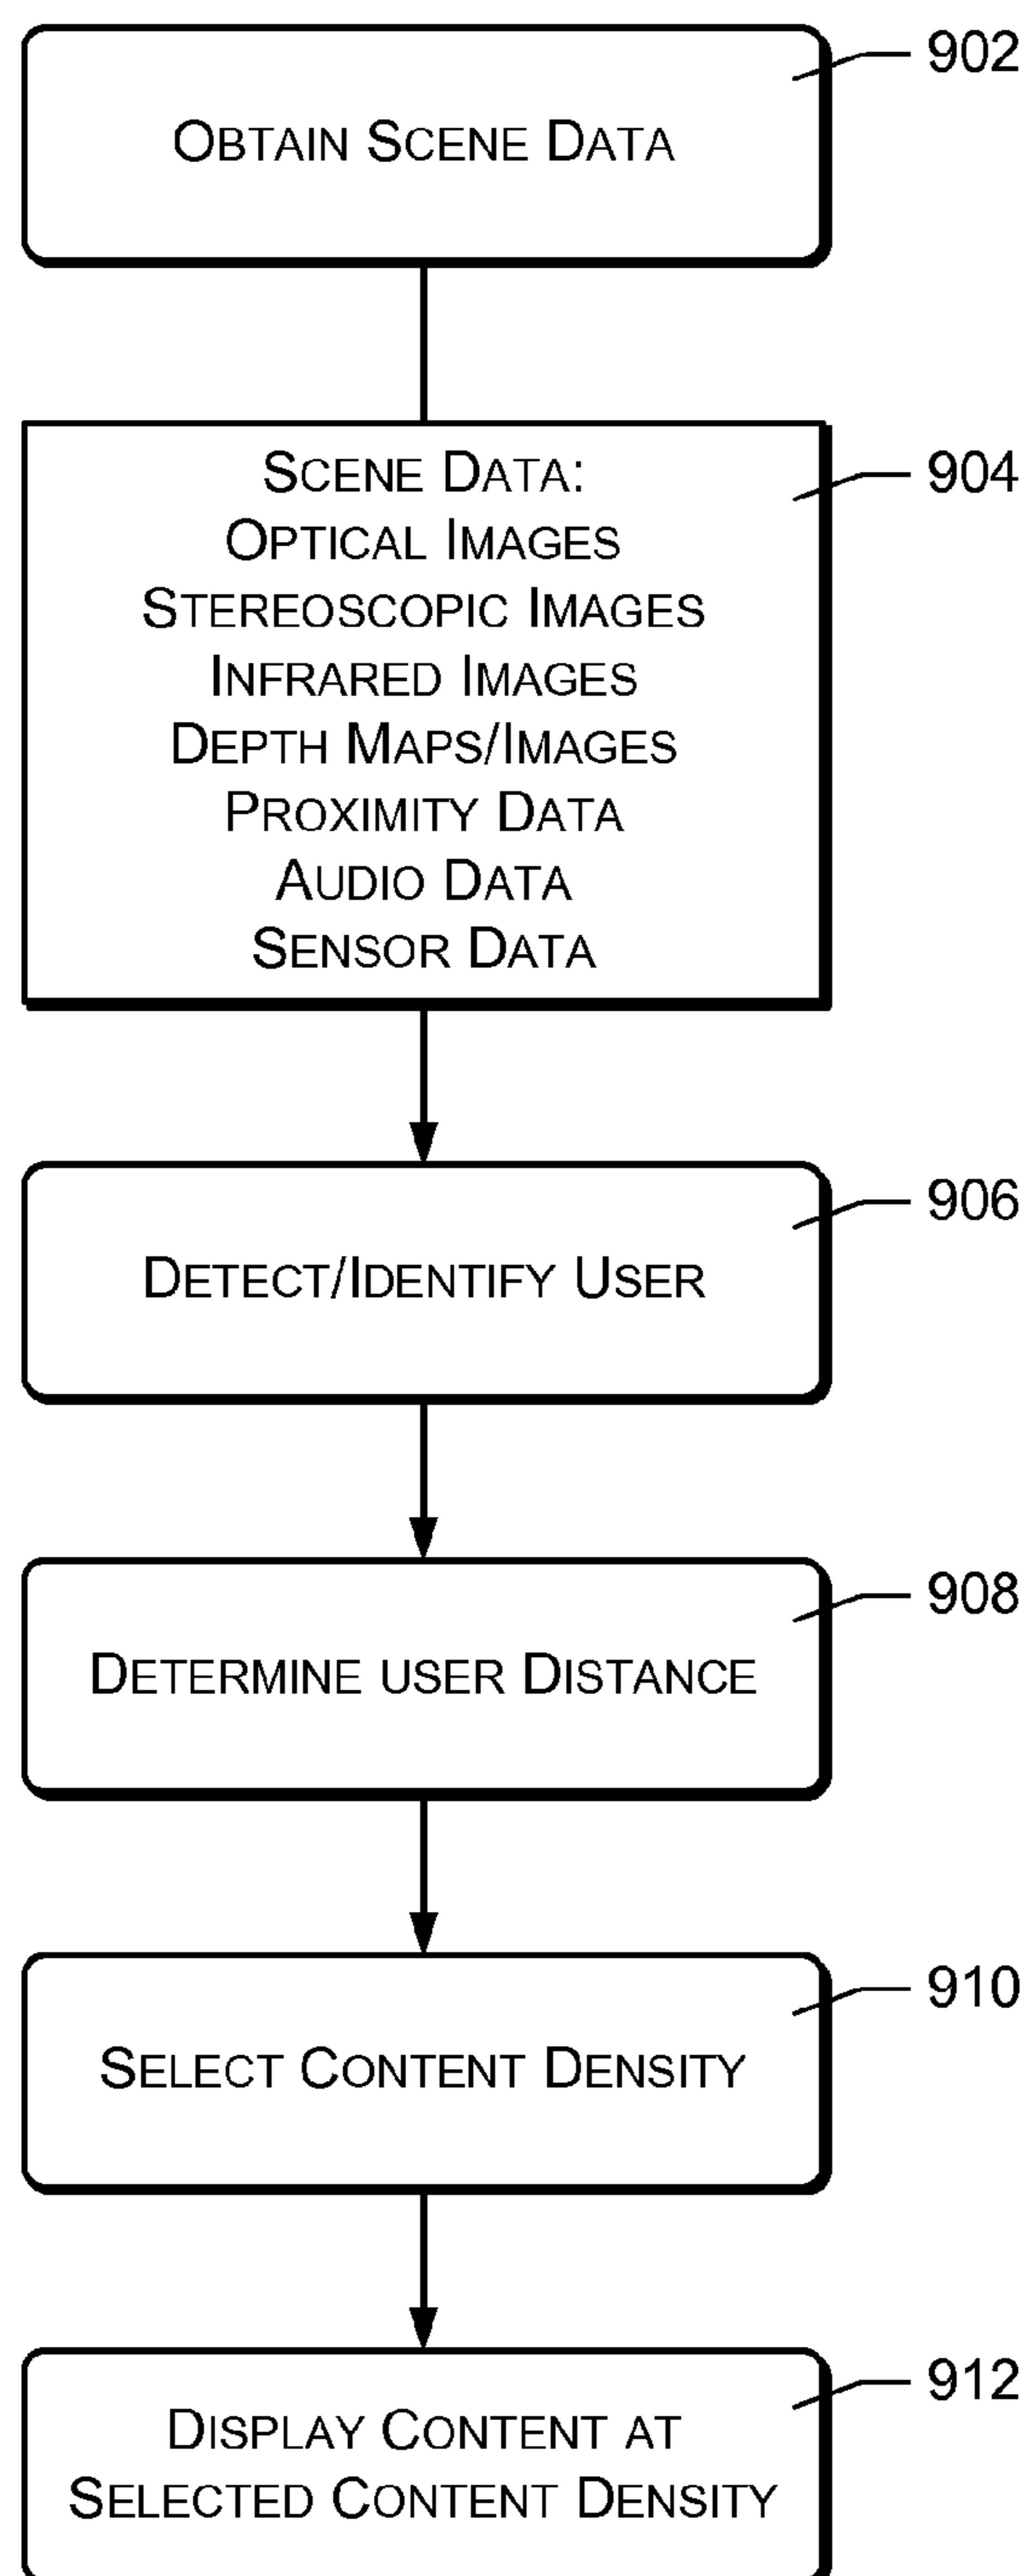 OBTAIN SCENE DATA
902
SCENE DATA:
OPTICAL IMAGES
STEREOSCOPIC IMAGES
INFRARED IMAGES
DEPTH MAPS/IMAGES
PROXIMITY DATA
AUDIO DATA
SENSOR DATA
904
DETECT/IDENTIFY USER
906
DETERMINE USER DISTANCE
908
SELECT CONTENT DENSITY
910
DISPLAY CONTENT AT
SELECTED CONTENT DENSITY
912